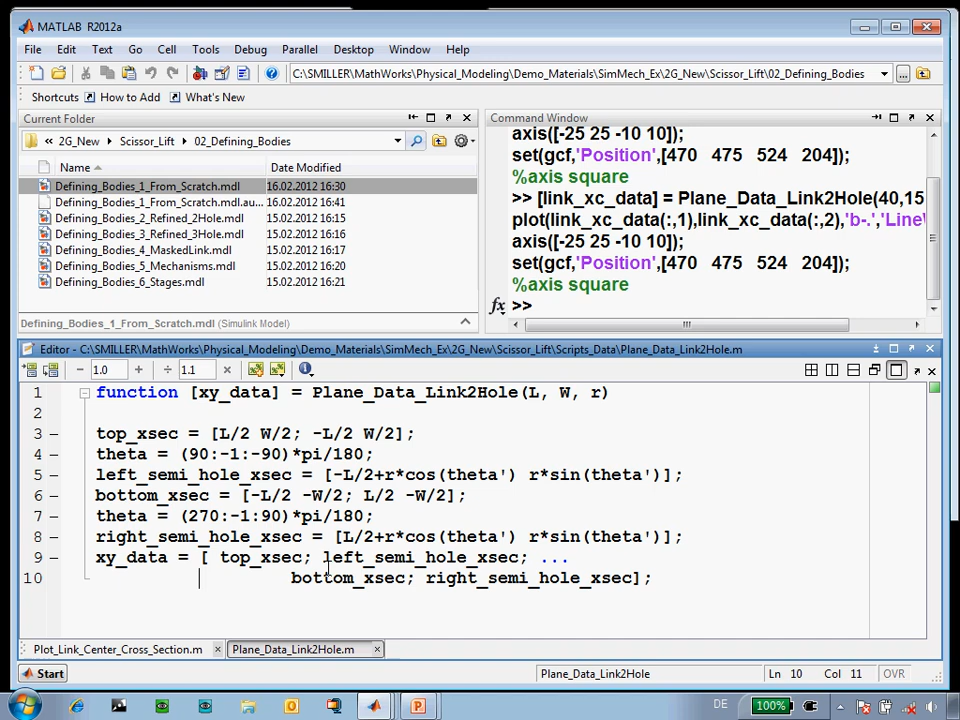 MATLAB R2012a
File Edit Text Go Cell Tools Debug Parallel Desktop Window Help
C:\SMILLER\MathWorks\Physical_Modeling\Demo_Materials\SimMech_Ex\2G_New\Scissor_Lift\02_Defining_Bodies
Shortcuts How to Add What's New
Current Folder
« 2G_New Scissor_Lift 02_Defining_Bodies
Name Date Modified
Defining_Bodies_1_From_Scratch.mdl 16.02.2012 16:30
Defining_Bodies_1_From_Scratch.mdl.au... 16.02.2012 16:41
Defining_Bodies_2_Refined_2Hole.mdl 15.02.2012 16:15
Defining_Bodies_3_Refined_3Hole.mdl 15.02.2012 16:16
Defining_Bodies_4_MaskedLink.mdl 15.02.2012 16:17
Defining_Bodies_5_Mechanisms.mdl 15.02.2012 16:20
Defining_Bodies_6_Stages.mdl 15.02.2012 16:21
Defining_Bodies_1_From_Scratch.mdl (Simulink Model)
Command Window
axis([-25 25 -10 10]);
set(gcf,'Position',[470 475 524 204]);
%axis square
>> [link_xc_data] = Plane_Data_Link2Hole(40,15
plot(link_xc_data(:,1),link_xc_data(:,2),'b-.','Line
axis([-25 25 -10 10]);
set(gcf,'Position',[470 475 524 204]);
%axis square
fx >>
Editor - C:\SMILLER\MathWorks\Physical_Modeling\Demo_Materials\SimMech_Ex\2G_New\Scissor_Lift\Scripts_Data\Plane_Data_Link2Hole.m
− 1.0 + ÷ 1.1 ×
1 function [xy_data] = Plane_Data_Link2Hole(L, W, r)
2
3 – top_xsec = [L/2 W/2; -L/2 W/2];
4 – theta = (90:-1:-90)*pi/180;
5 – left_semi_hole_xsec = [-L/2+r*cos(theta') r*sin(theta')];
6 – bottom_xsec = [-L/2 -W/2; L/2 -W/2];
7 – theta = (270:-1:90)*pi/180;
8 – right_semi_hole_xsec = [L/2+r*cos(theta') r*sin(theta')];
9 – xy_data = [ top_xsec; left_semi_hole_xsec; ...
10 bottom_xsec; right_semi_hole_xsec];
Plot_Link_Center_Cross_Section.m × Plane_Data_Link2Hole.m ×
Start Plane_Data_Link2Hole Ln 10 Col 11 OVR
DE 100%